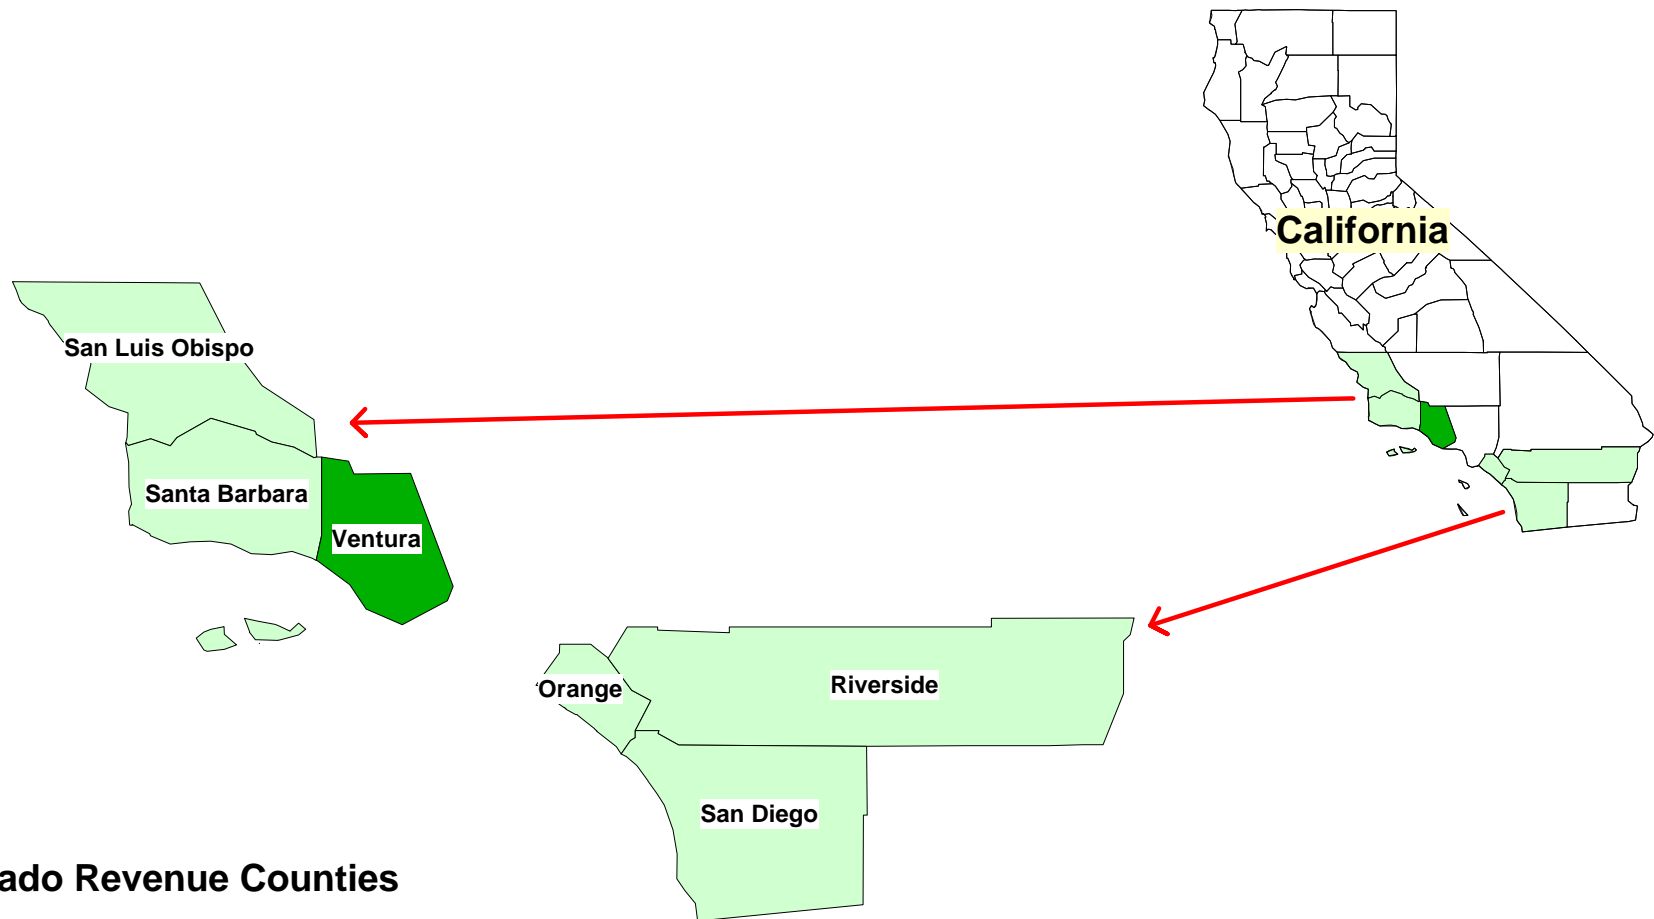 California
San Luis Obispo
Santa Barbara
Ventura
Orange
Riverside
San Diego
ado Revenue Counties